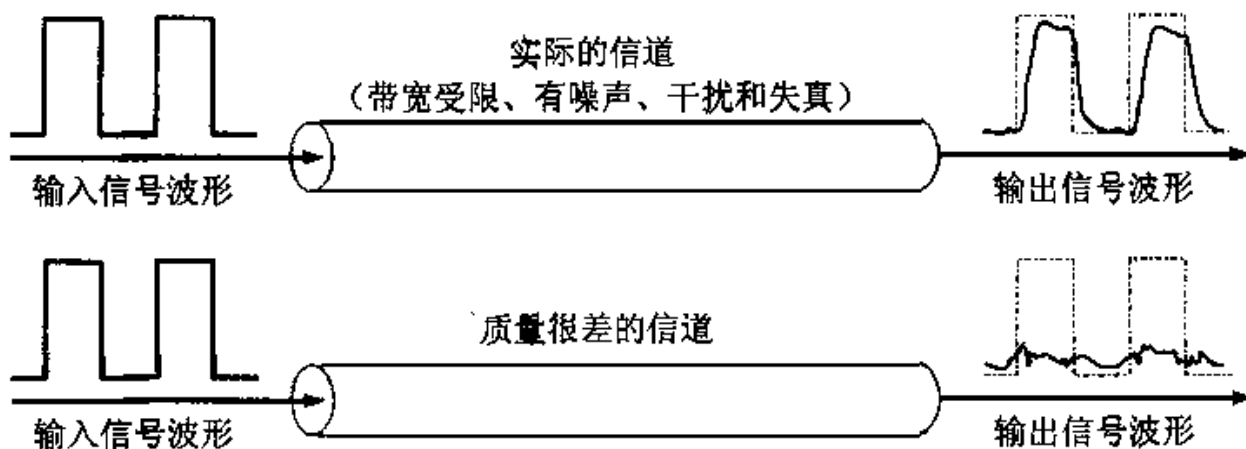 实际的信道
（带宽受限、有噪声、干扰和失真）
输入信号波形
输出信号波形
质量很差的信道
输入信号波形
输出信号波形